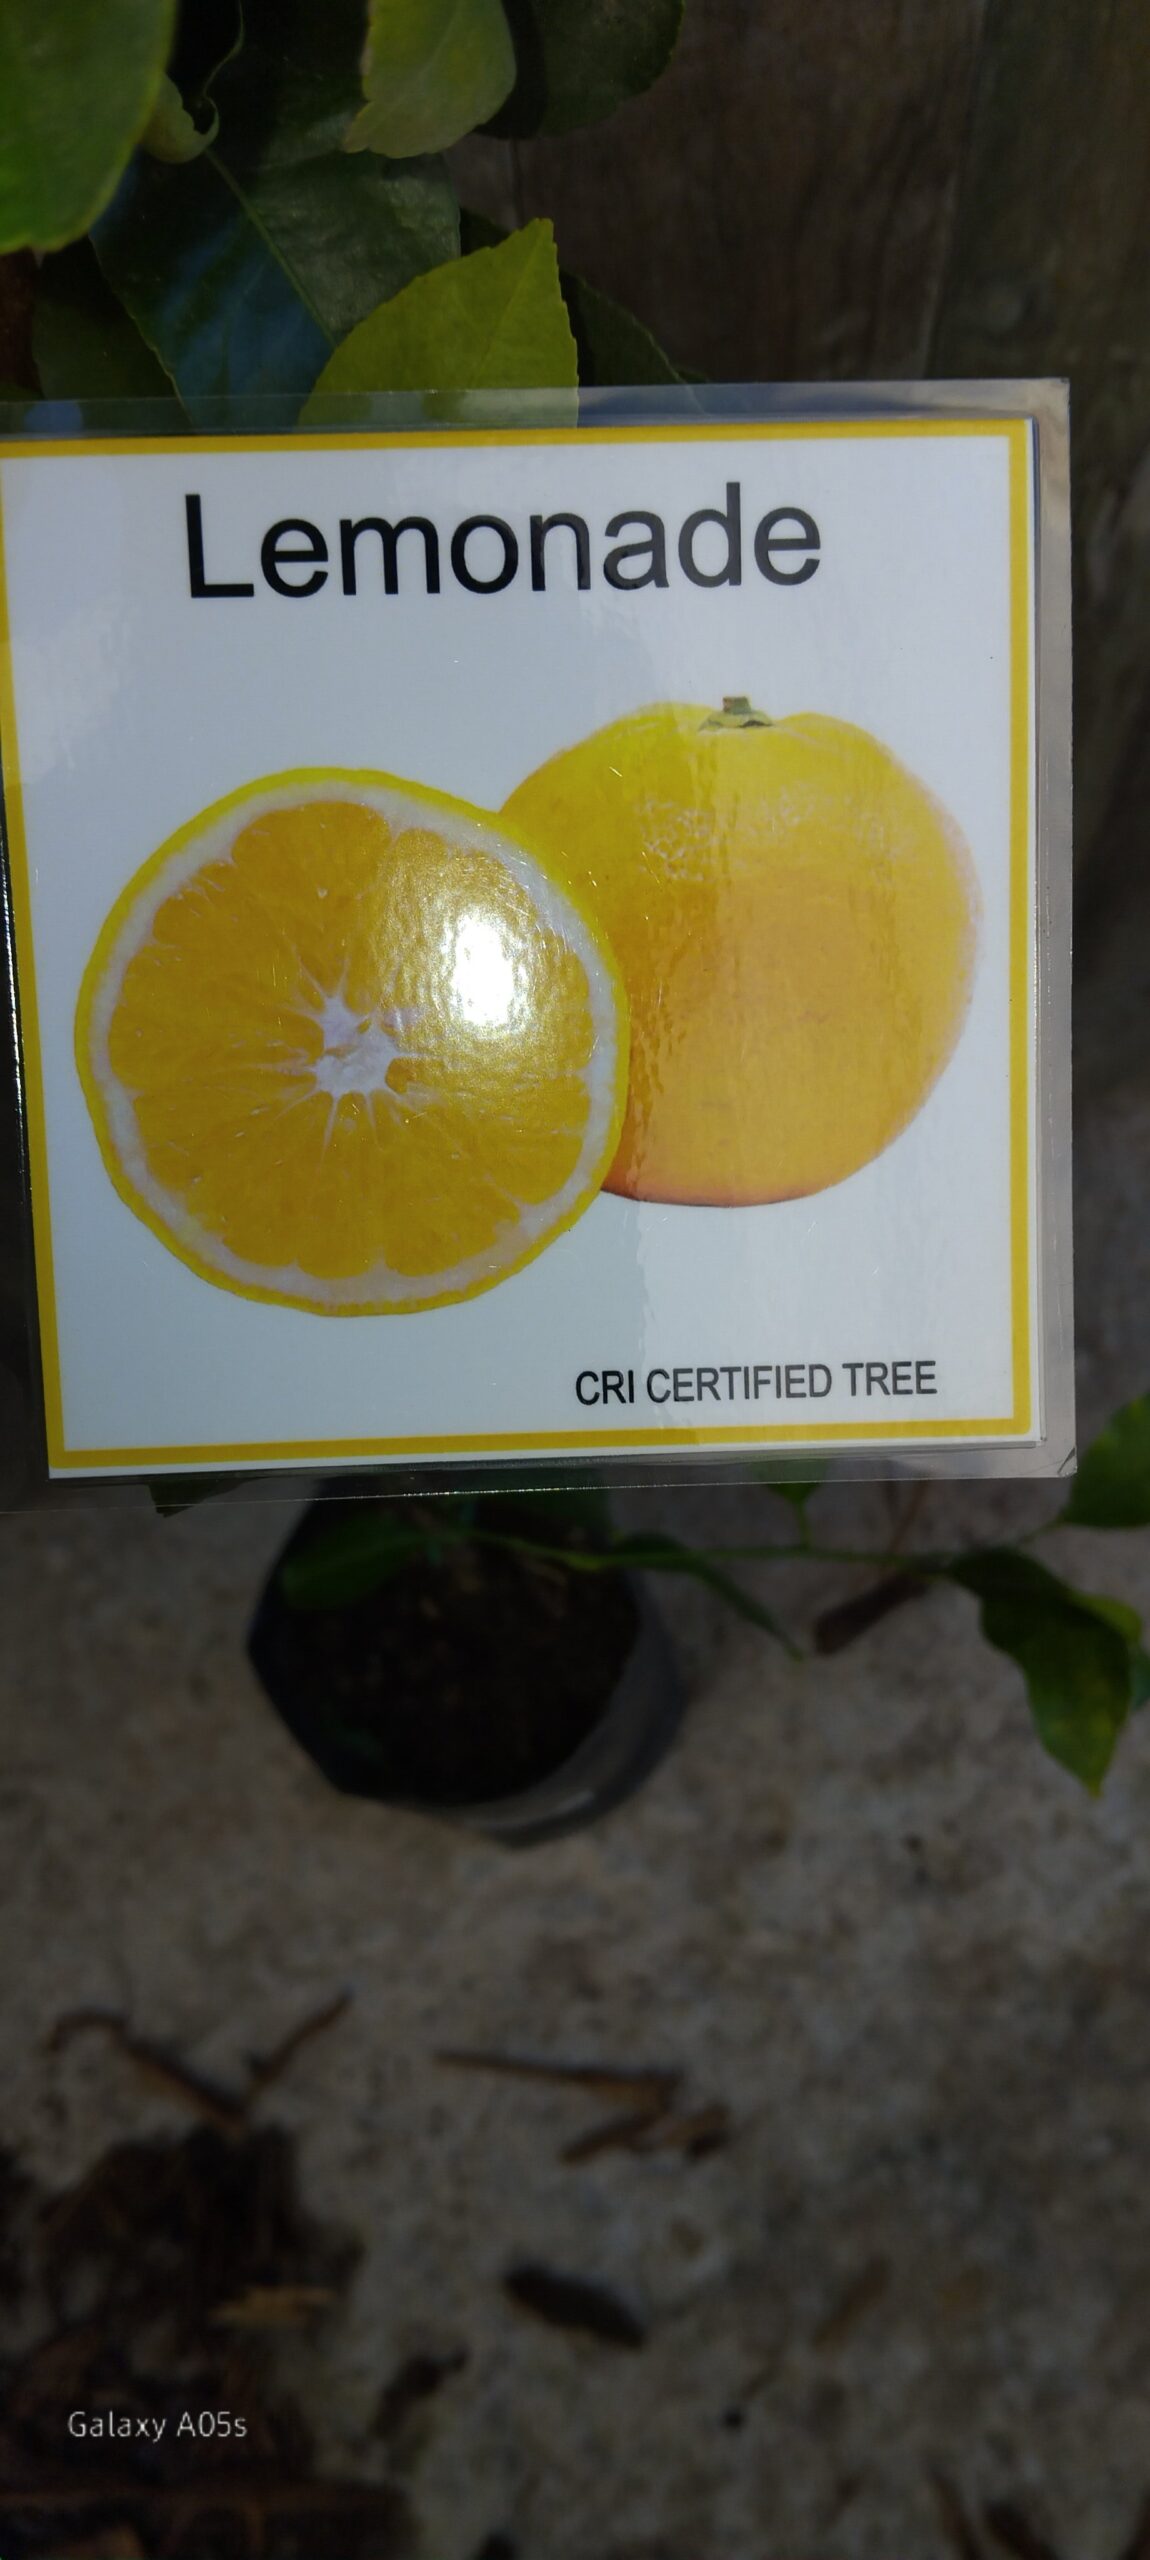 Lemonade
CRI CERTIFIED TREE
Galaxy A05s